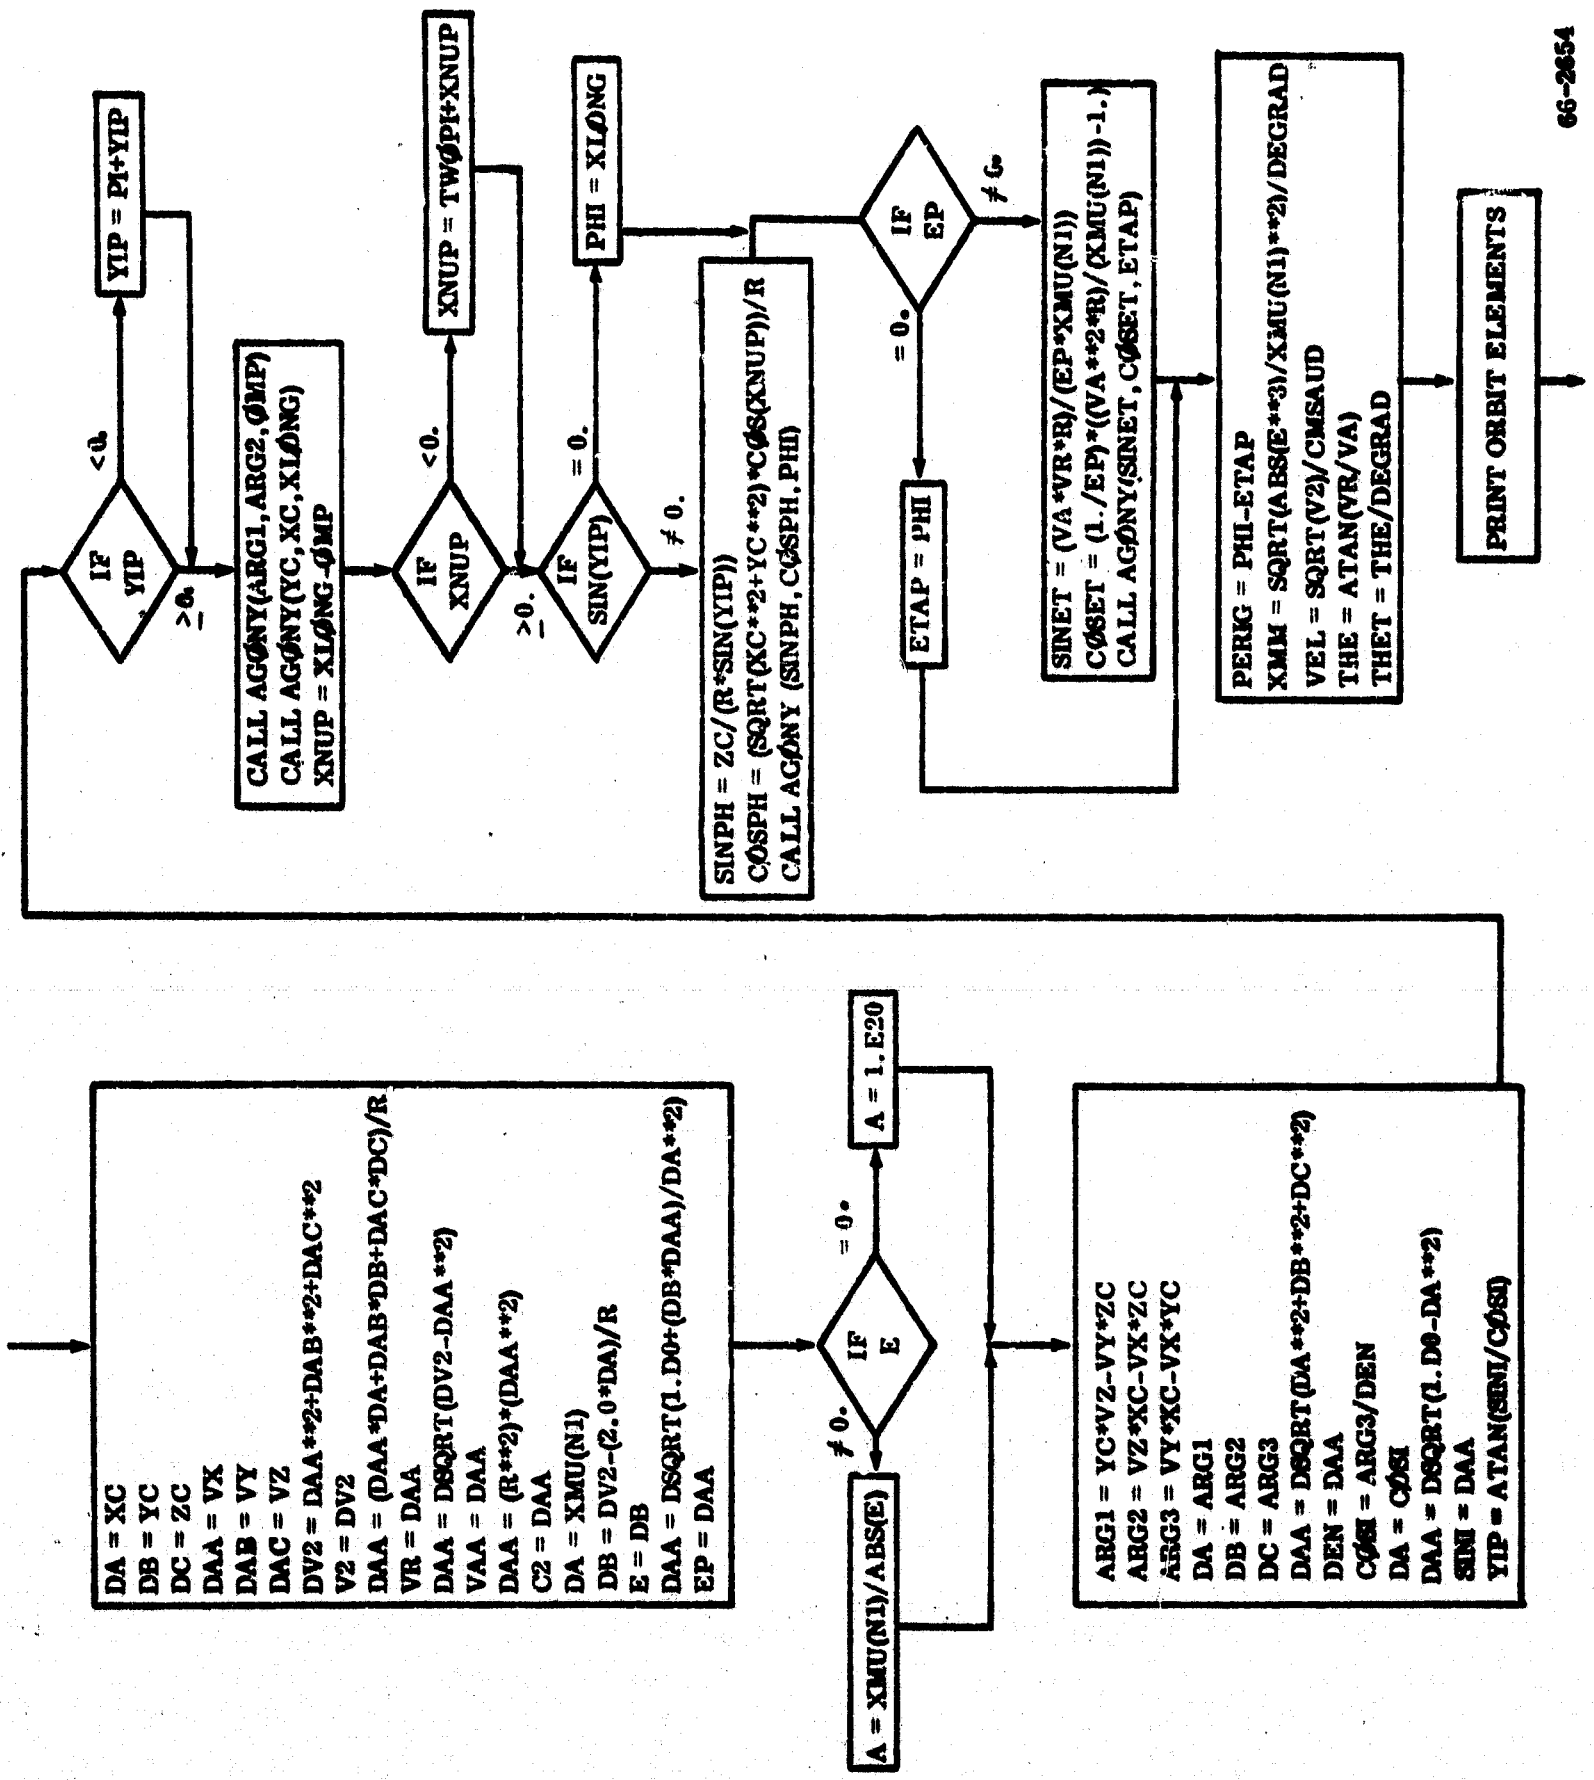 DA = XC
DB = YC
DC = ZC
DAA = VX
DAB = VY
DAC = VZ
DV2 = DAA**2+DAB**2+DAC**2
V2 = DV2
DAA = (DAA*DA+DAB*DB+DAC*DC)/R
VR = DAA
DAA = DSQRT(DV2-DAA**2)
VAA = DAA
DAA = (R**2)*(DAA**2)
C2 = DAA
DA = XMU(N1)
DB = DV2-(2.0*DA)/R
E = DB
DAA = DSQRT(1.D0+(DB*DAA)/DA**2)
EP = DAA
IF
E
≠ 0.
= 0.
A = XMU(N1)/ABS(E)
A = 1.E20
ARG1 = YC*VZ-VY*ZC
ARG2 = VZ*XC-VX*ZC
ARG3 = VY*XC-VX*YC
DA = ARG1
DB = ARG2
DC = ARG3
DAA = DSQRT(DA**2+DB**2+DC**2)
DEN = DAA
CØSI = ARG3/DEN
DA = CØSI
DAA = DSQRT(1.D0-DA**2)
SINI = DAA
YIP = ATAN(SINI/CØSI)
IF
YIP
<0.
YIP = PI+YIP
≥0.
CALL AGØNY(ARG1,ARG2,ØMP)
CALL AGØNY(YC,XC,XLØNG)
XNUP = XLØNG-ØMP
IF
XNUP
<0.
XNUP = TWØPI+XNUP
≥0.
IF
SIN(YIP)
= 0.
PHI = XLØNG
≠ 0.
SINPH = ZC/(R*SIN(YIP))
CØSPH = (SQRT(XC**2+YC**2)*CØS(XNUP))/R
CALL AGØNY (SINPH,CØSPH,PHI)
IF
EP
= 0.
≠ 0.
ETAP = PHI
SINET = (VA*VR*R)/(EP*XMU(N1))
CØSET = (1./EP)*((VA**2*R)/(XMU(N1))-1.)
CALL AGØNY(SINET,CØSET,ETAP)
PERIG = PHI-ETAP
XMM = SQRT(ABS(E**3)/XMU(N1)**2)/DEGRAD
VEL = SQRT(V2)/CMSAUD
THE = ATAN(VR/VA)
THET = THE/DEGRAD
PRINT ORBIT ELEMENTS
66-2654